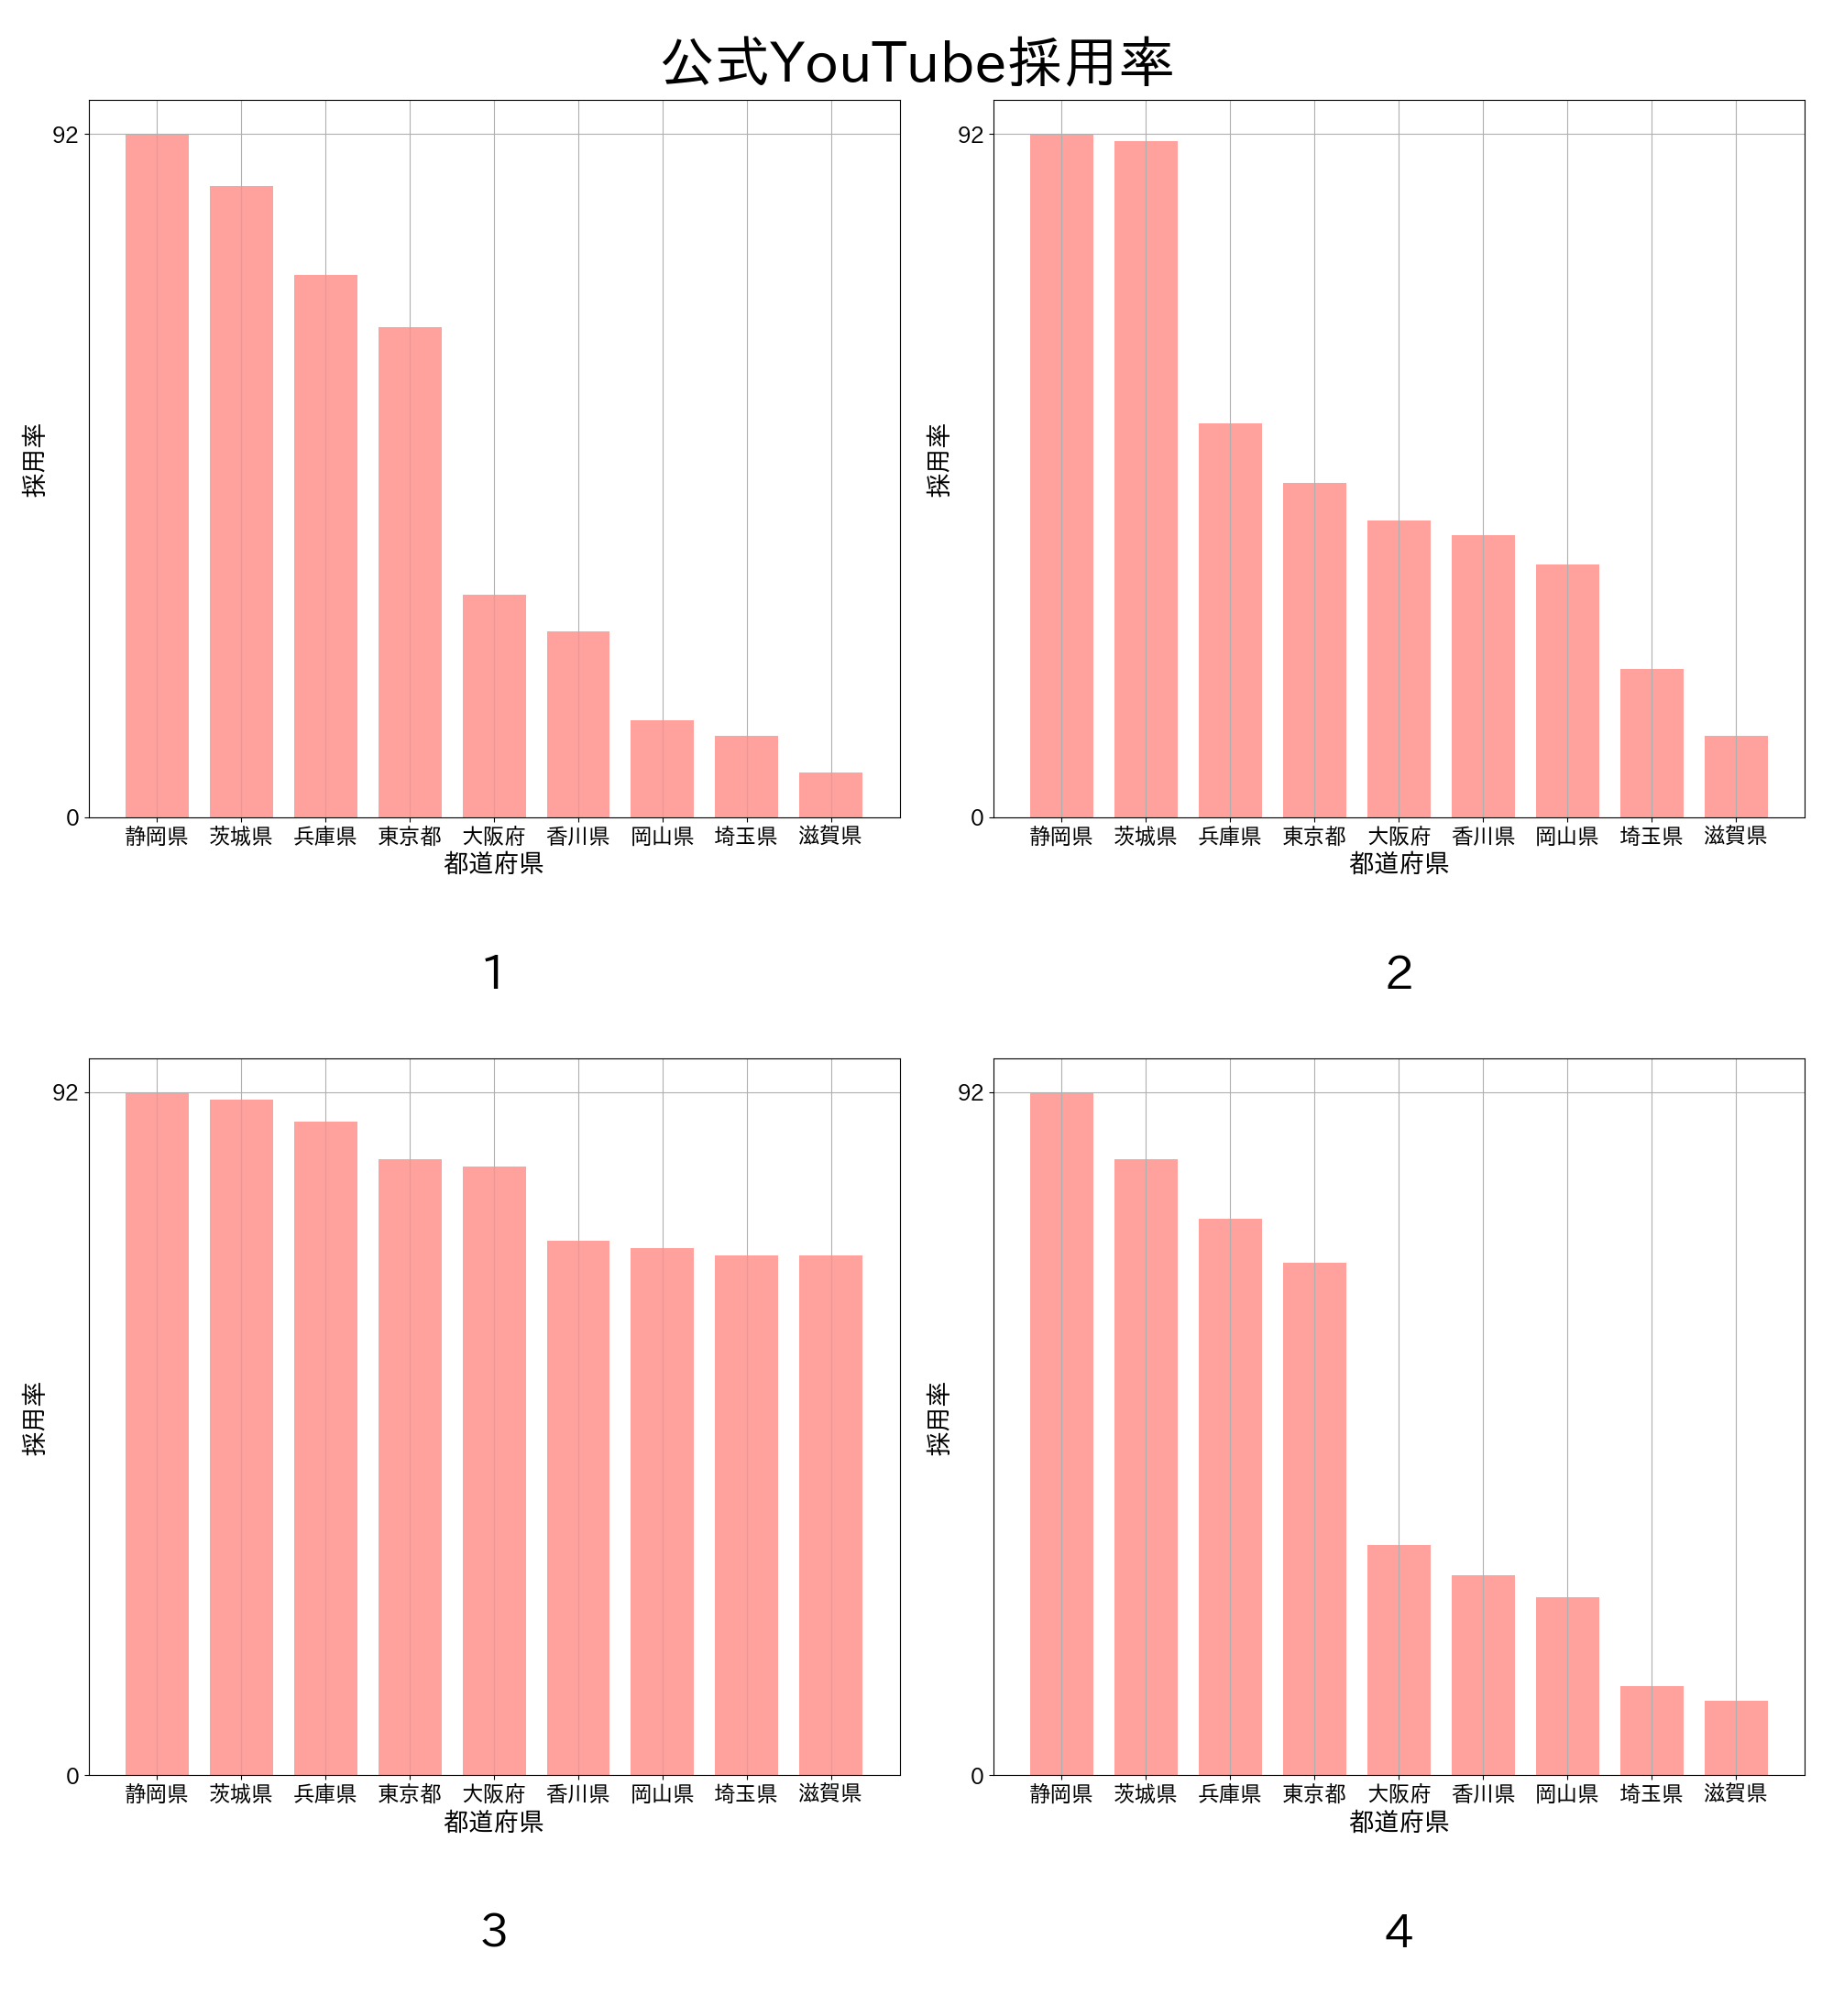 公式YouTube採用率
92
0
採用率
静岡県 茨城県 兵庫県 東京都 大阪府 香川県 岡山県 埼玉県 滋賀県
都道府県
1
92
0
採用率
静岡県 茨城県 兵庫県 東京都 大阪府 香川県 岡山県 埼玉県 滋賀県
都道府県
2
92
0
採用率
静岡県 茨城県 兵庫県 東京都 大阪府 香川県 岡山県 埼玉県 滋賀県
都道府県
3
92
0
採用率
静岡県 茨城県 兵庫県 東京都 大阪府 香川県 岡山県 埼玉県 滋賀県
都道府県
4